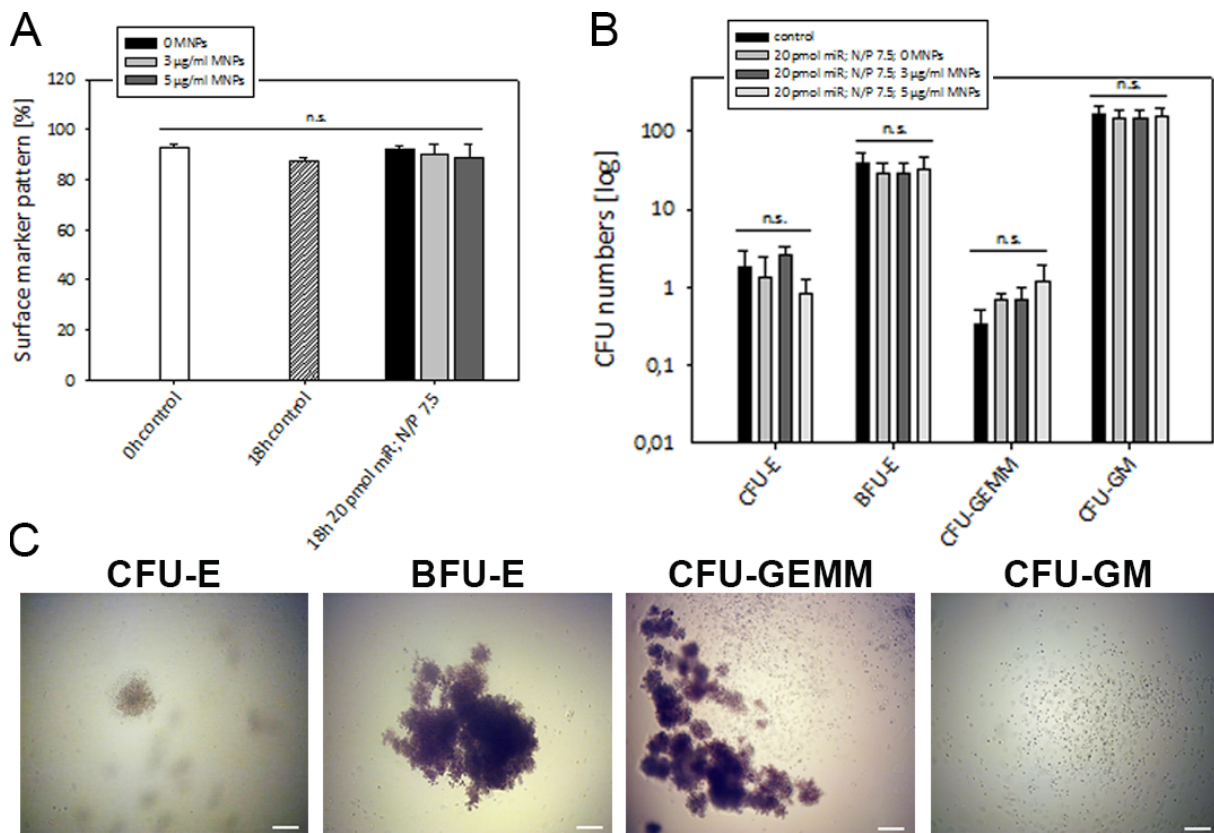 A
0 MNPs
3 µg/ml MNPs
5 µg/ml MNPs
Surface marker pattern [%]
120
100
80
60
40
20
0
n.s.
0h control
18h control
18h 20 pmol miR; N/P 7.5
B
control
20 pmol miR; N/P 7.5; 0 MNPs
20 pmol miR; N/P 7.5; 3 µg/ml MNPs
20 pmol miR; N/P 7.5; 5 µg/ml MNPs
CFU numbers [log]
100
10
1
0,1
0,01
n.s.
n.s.
n.s.
n.s.
CFU-E
BFU-E
CFU-GEMM
CFU-GM
C
CFU-E
BFU-E
CFU-GEMM
CFU-GM